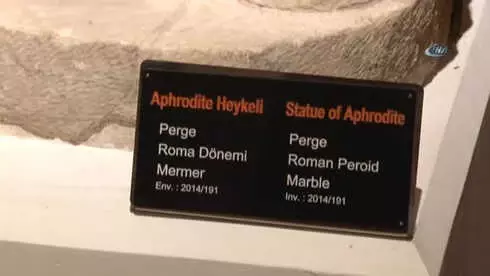 Aphrodite Heykeli
Perge
Roma Dönemi
Mermer
Env. : 2014/191
Statue of Aphrodite
Perge
Roman Peroid
Marble
Inv. : 2014/191